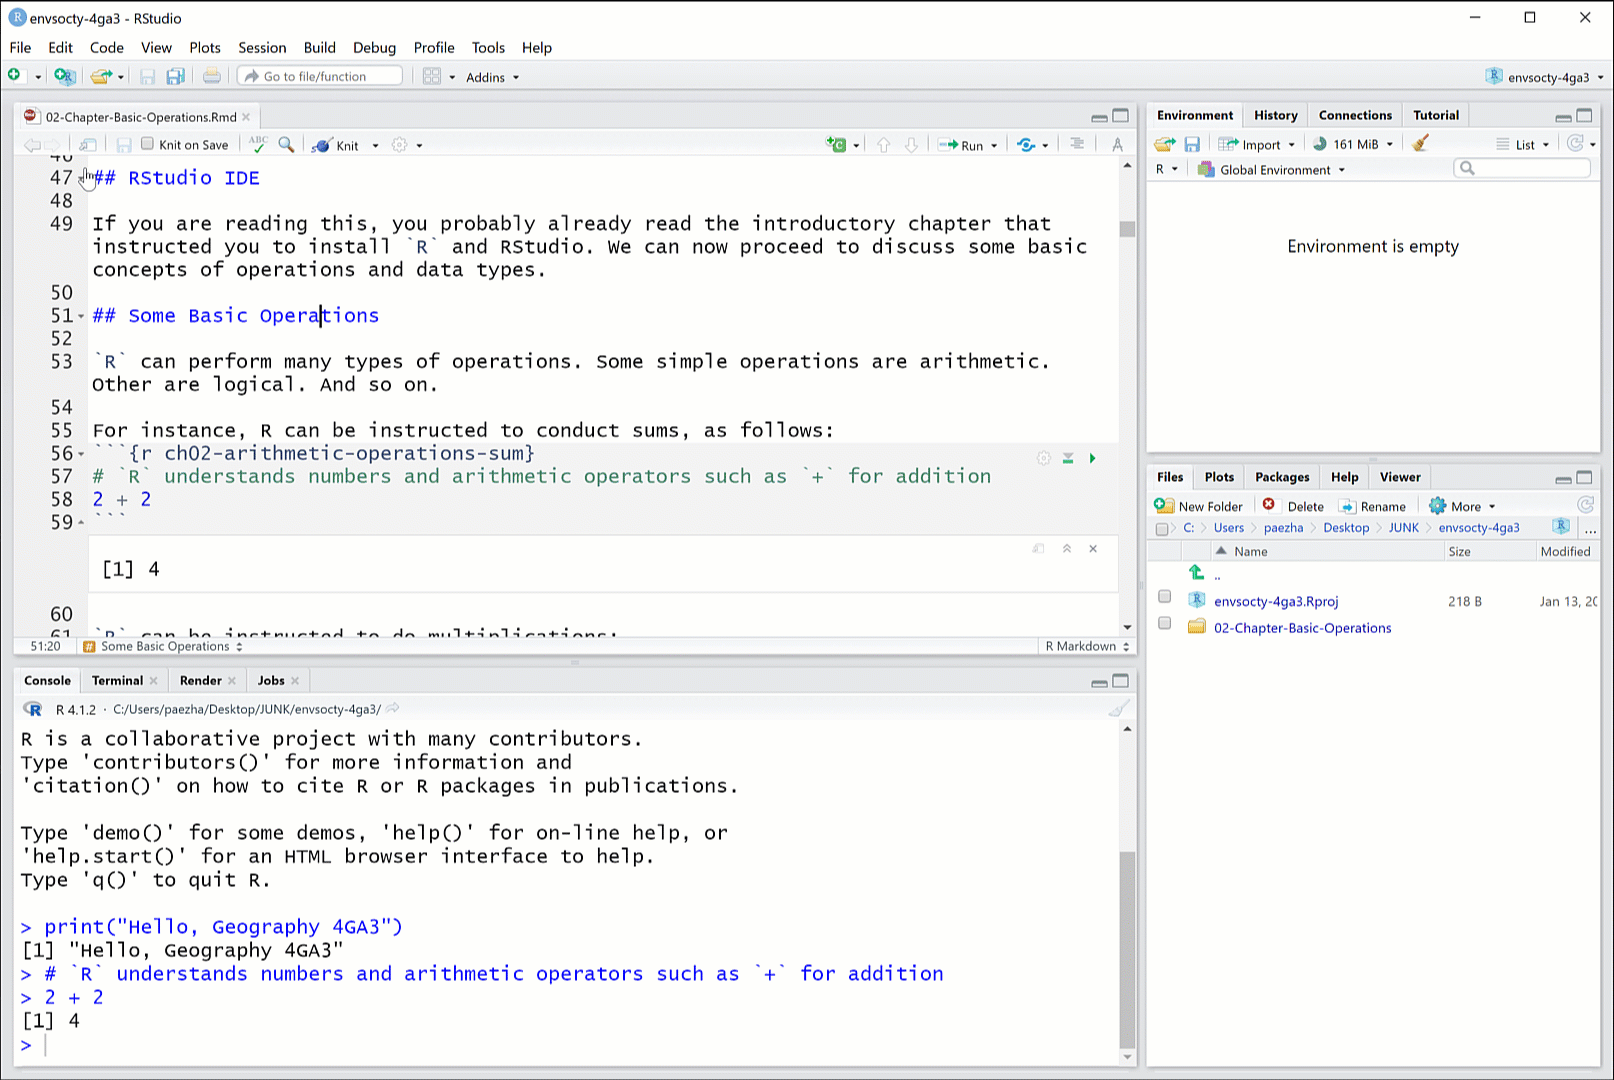 envsocty-4ga3 - RStudio
File Edit Code View Plots Session Build Debug Profile Tools Help
Go to file/function Addins envsocty-4ga3
02-Chapter-Basic-Operations.Rmd
Knit on Save Knit Run
46
47 ## RStudio IDE
48
49 If you are reading this, you probably already read the introductory chapter that
instructed you to install `R` and RStudio. We can now proceed to discuss some basic
concepts of operations and data types.
50
51 ## Some Basic Operations
52
53 `R` can perform many types of operations. Some simple operations are arithmetic.
Other are logical. And so on.
54
55 For instance, R can be instructed to conduct sums, as follows:
56 ```{r ch02-arithmetic-operations-sum}
57 # `R` understands numbers and arithmetic operators such as `+` for addition
58 2 + 2
59 ```
[1] 4
60
61 `R` can be instructed to do multiplications:
51:20 # Some Basic Operations R Markdown
Console Terminal Render Jobs
R 4.1.2 · C:/Users/paezha/Desktop/JUNK/envsocty-4ga3/
R is a collaborative project with many contributors.
Type 'contributors()' for more information and
'citation()' on how to cite R or R packages in publications.
Type 'demo()' for some demos, 'help()' for on-line help, or
'help.start()' for an HTML browser interface to help.
Type 'q()' to quit R.
> print("Hello, Geography 4GA3")
[1] "Hello, Geography 4GA3"
> # `R` understands numbers and arithmetic operators such as `+` for addition
> 2 + 2
[1] 4
>
Environment History Connections Tutorial
Import 161 MiB List
R Global Environment
Environment is empty
Files Plots Packages Help Viewer
New Folder Delete Rename More
C: Users paezha Desktop JUNK envsocty-4ga3 ...
Name Size Modified
..
envsocty-4ga3.Rproj 218 B Jan 13, 20
02-Chapter-Basic-Operations